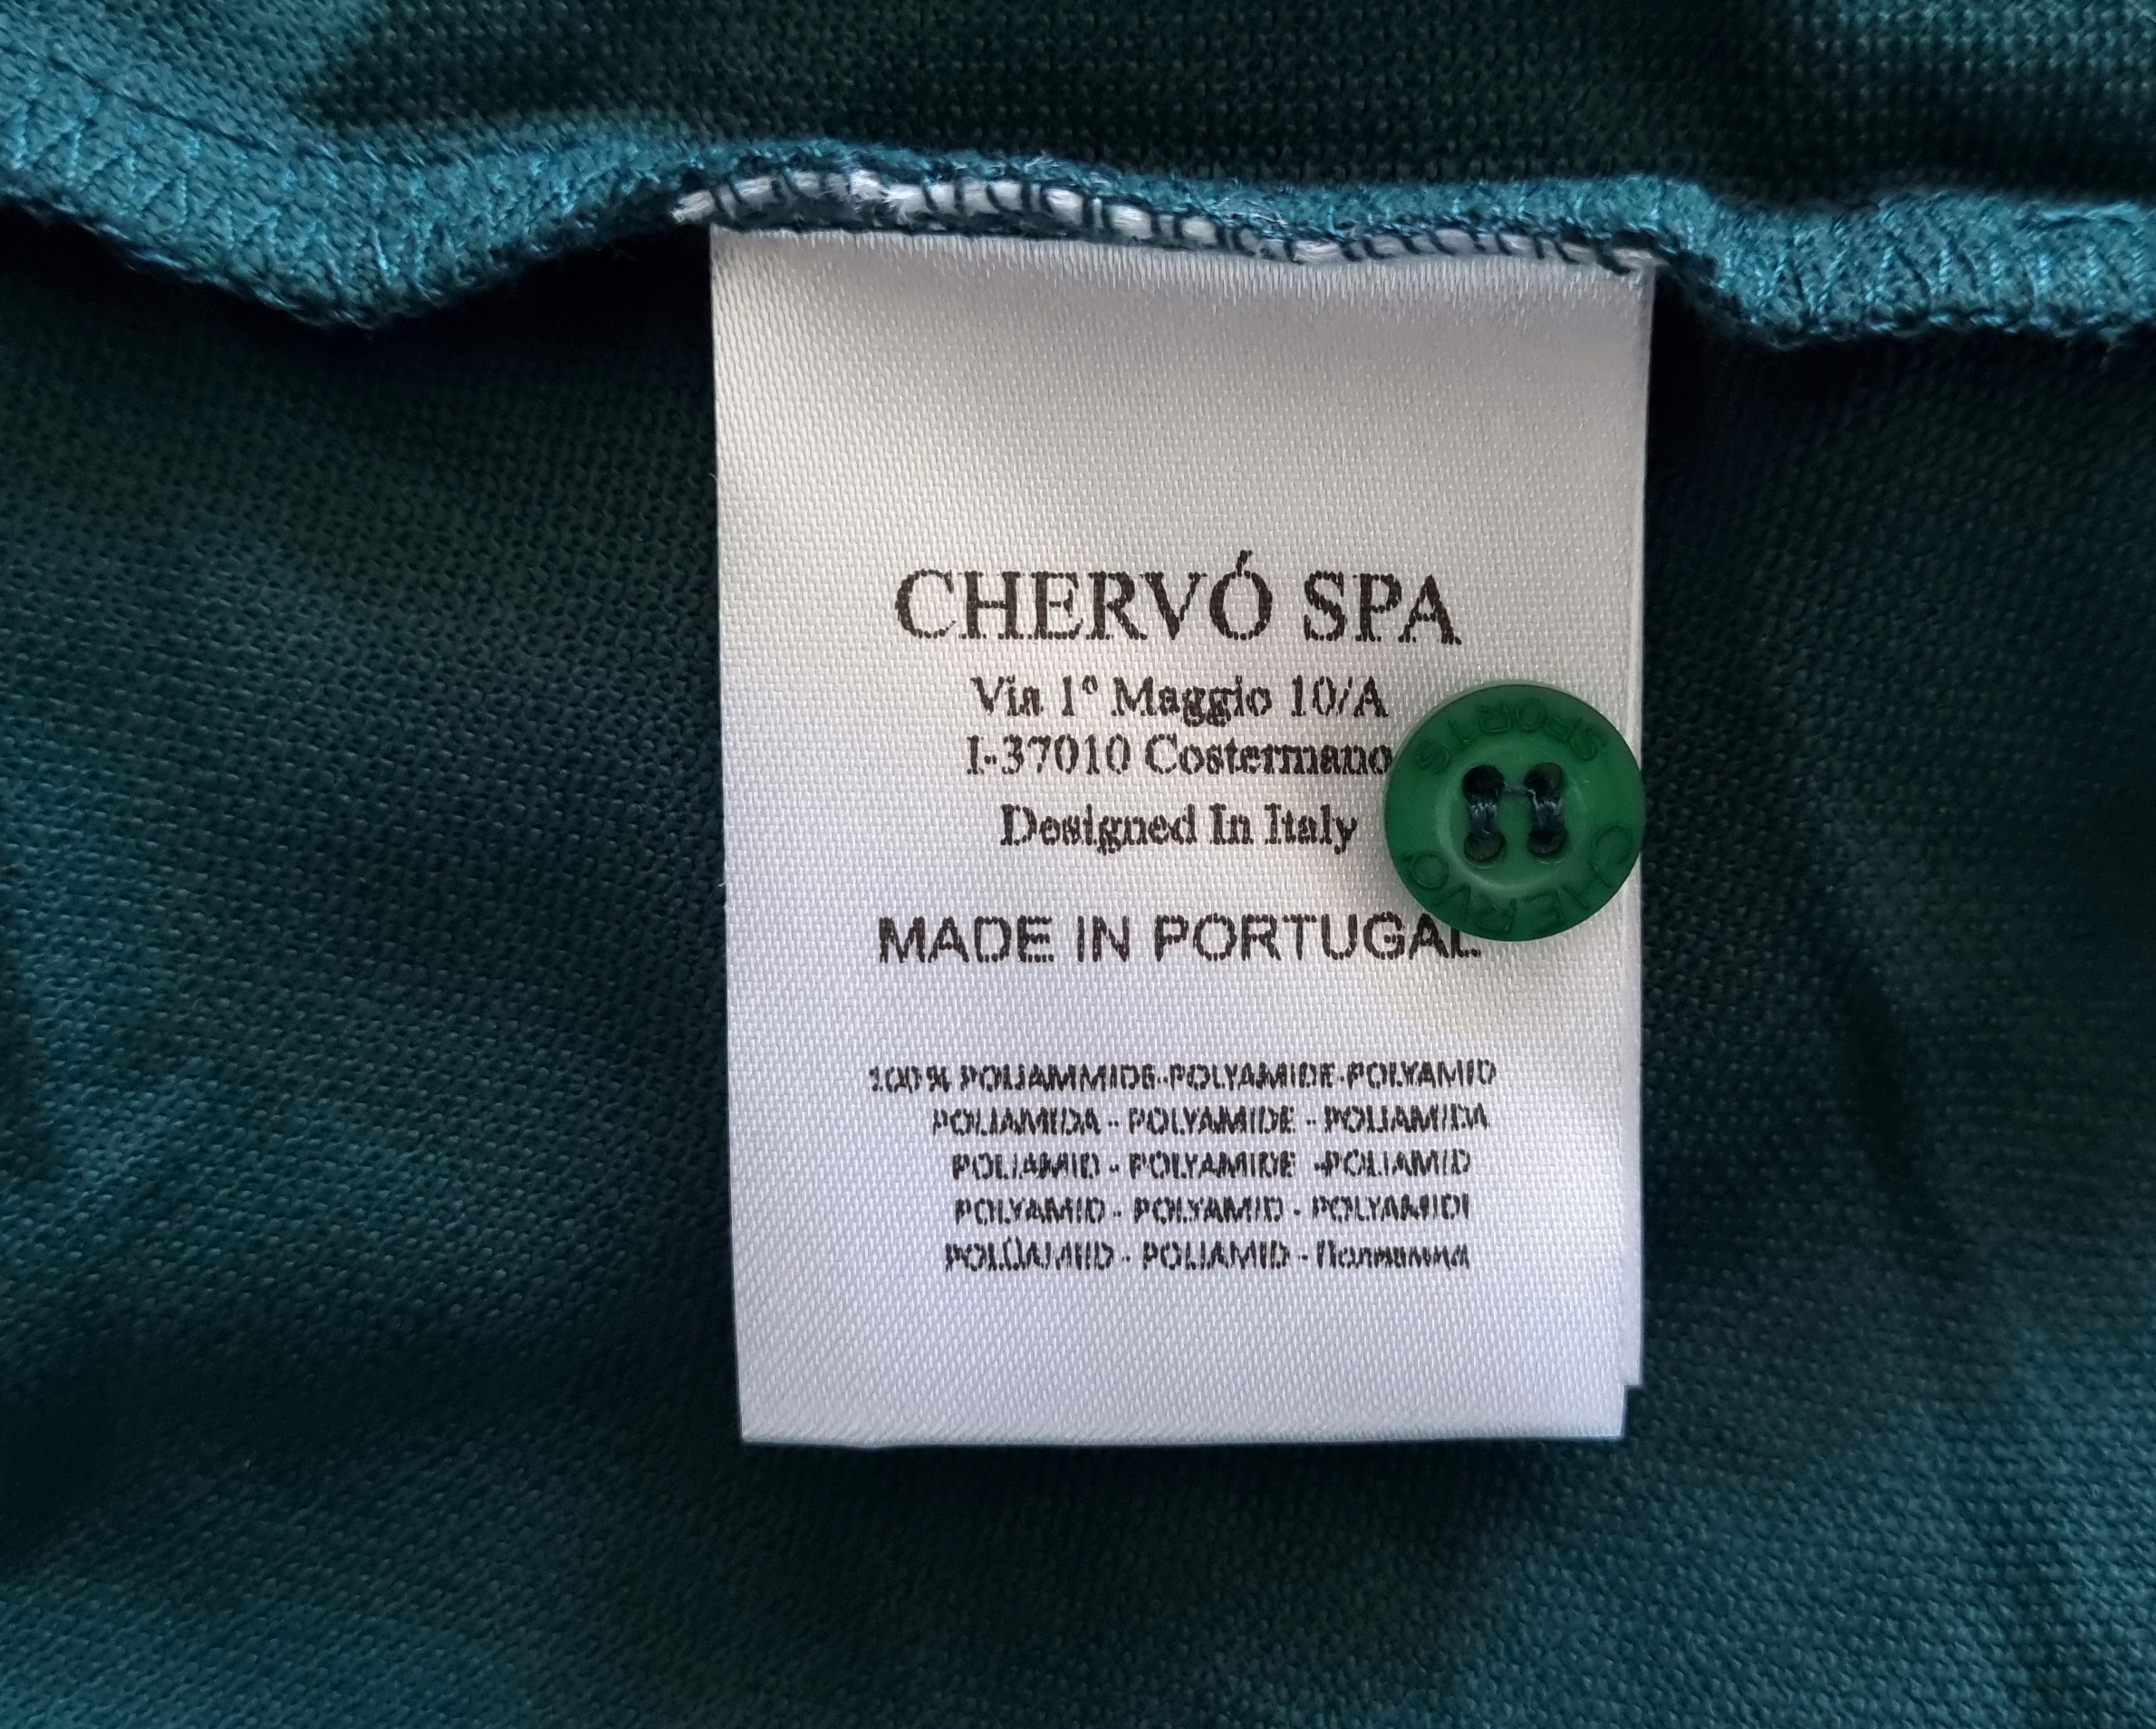 CHERVÓ SPA
Via 1° Maggio 10/A
I-37010 Costermano
Designed In Italy
MADE IN PORTUGAL
100% POLIAMMIDE-POLYAMIDE-POLYAMID
POLIAMIDA - POLYAMIDE - POLIAMIDA
POLIAMID - POLYAMIDE -POLIAMID
POLYAMID - POLYAMID - POLYAMIDI
POLIAMID - Полиамид
CHERVÓ
SPORTS